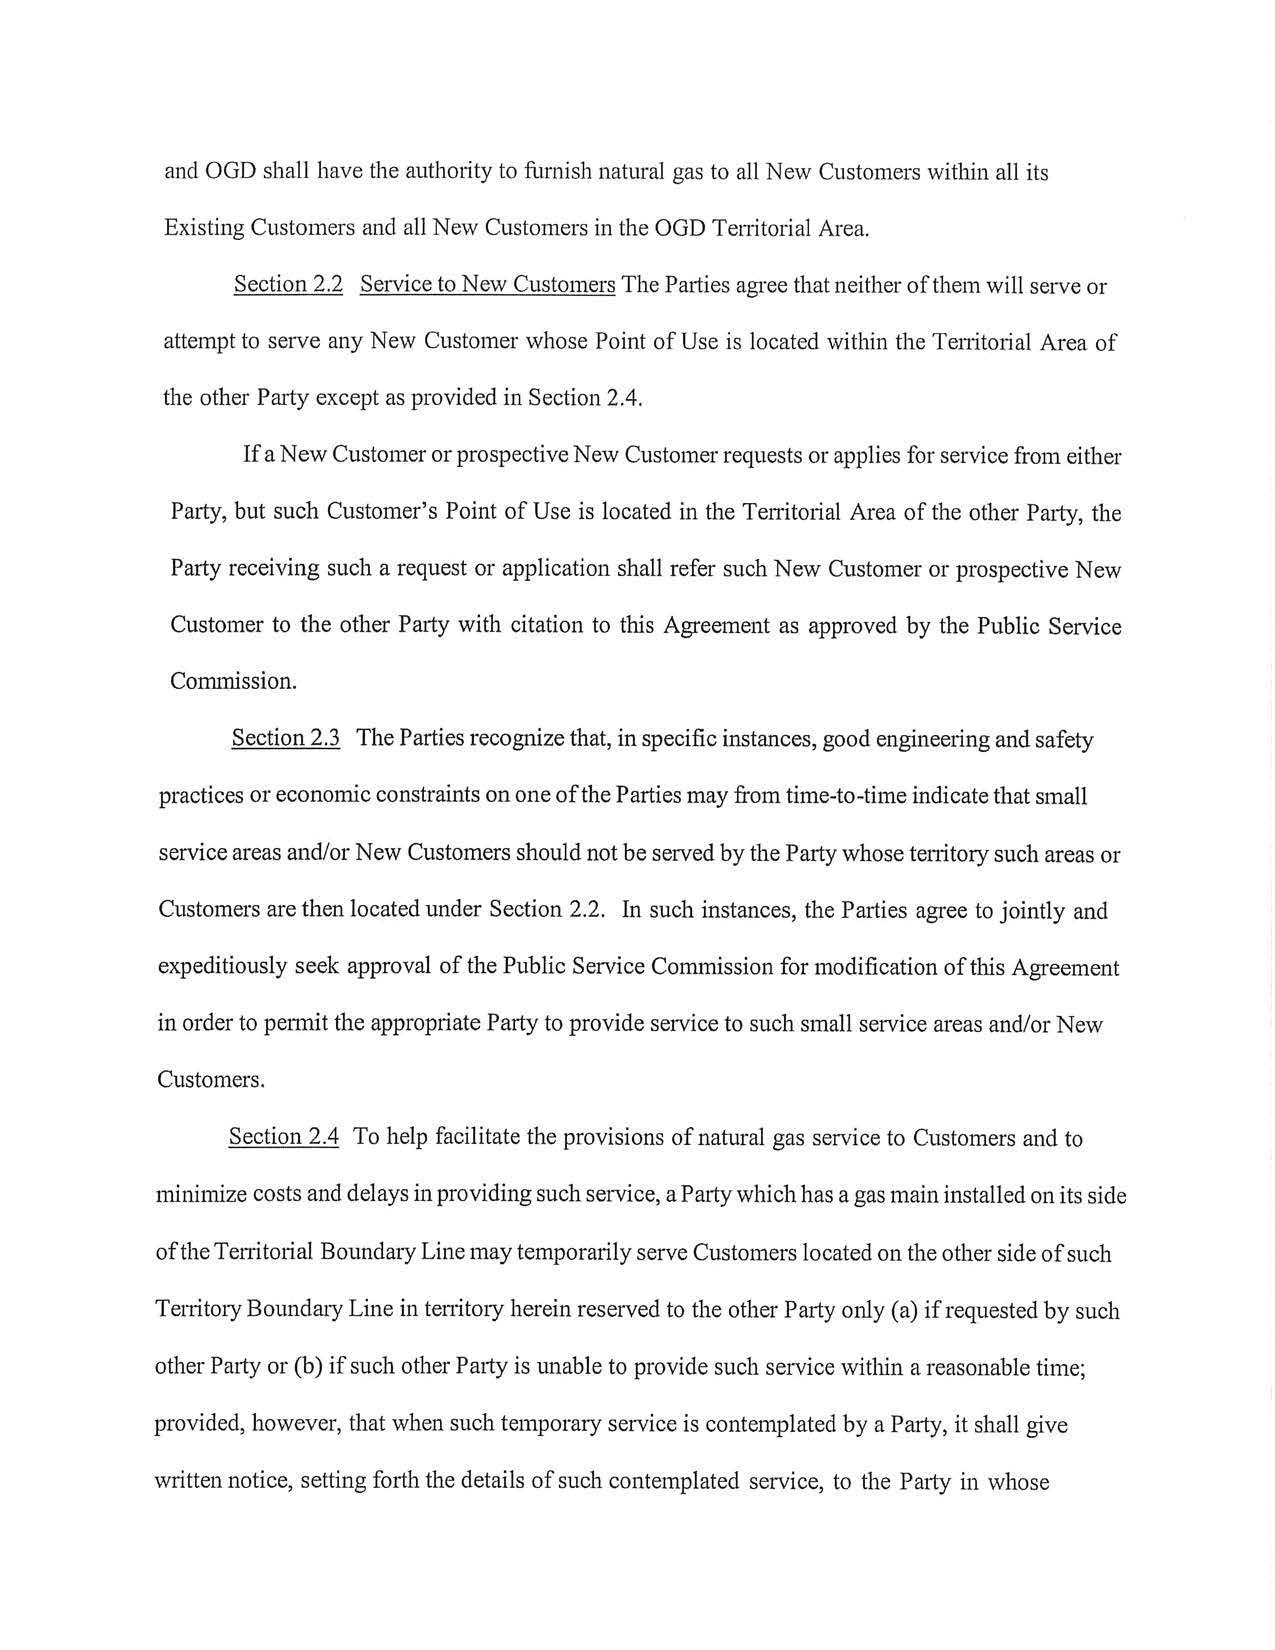 and OGD shall have the authority to furnish natural gas to all New Customers within all its
Existing Customers and all New Customers in the OGD Territorial Area.
Section 2.2 Service to New Customers The Parties agree that neither of them will serve or
attempt to serve any New Customer whose Point of Use is located within the Territorial Area of
the other Party except as provided in Section 2.4.
If a New Customer or prospective New Customer requests or applies for service from either
Party, but such Customer's Point of Use is located in the Territorial Area of the other Party, the
Party receiving such a request or application shall refer such New Customer or prospective New
Customer to the other Party with citation to this Agreement as approved by the Public Service
Commission.
Section 2.3 The Parties recognize that, in specific instances, good engineering and safety
practices or economic constraints on one of the Parties may from time-to-time indicate that small
service areas and/or New Customers should not be served by the Party whose territory such areas or
Customers are then located under Section 2.2. In such instances, the Parties agree to jointly and
expeditiously seek approval of the Public Service Commission for modification of this Agreement
in order to permit the appropriate Party to provide service to such small service areas and/or New
Customers.
Section 2.4 To help facilitate the provisions of natural gas service to Customers and to
minimize costs and delays in providing such service, a Party which has a gas main installed on its side
of the Territorial Boundary Line may temporarily serve Customers located on the other side of such
Territory Boundary Line in territory herein reserved to the other Party only (a) if requested by such
other Party or (b) if such other Party is unable to provide such service within a reasonable time;
provided, however, that when such temporary service is contemplated by a Party, it shall give
written notice, setting forth the details of such contemplated service, to the Party in whose